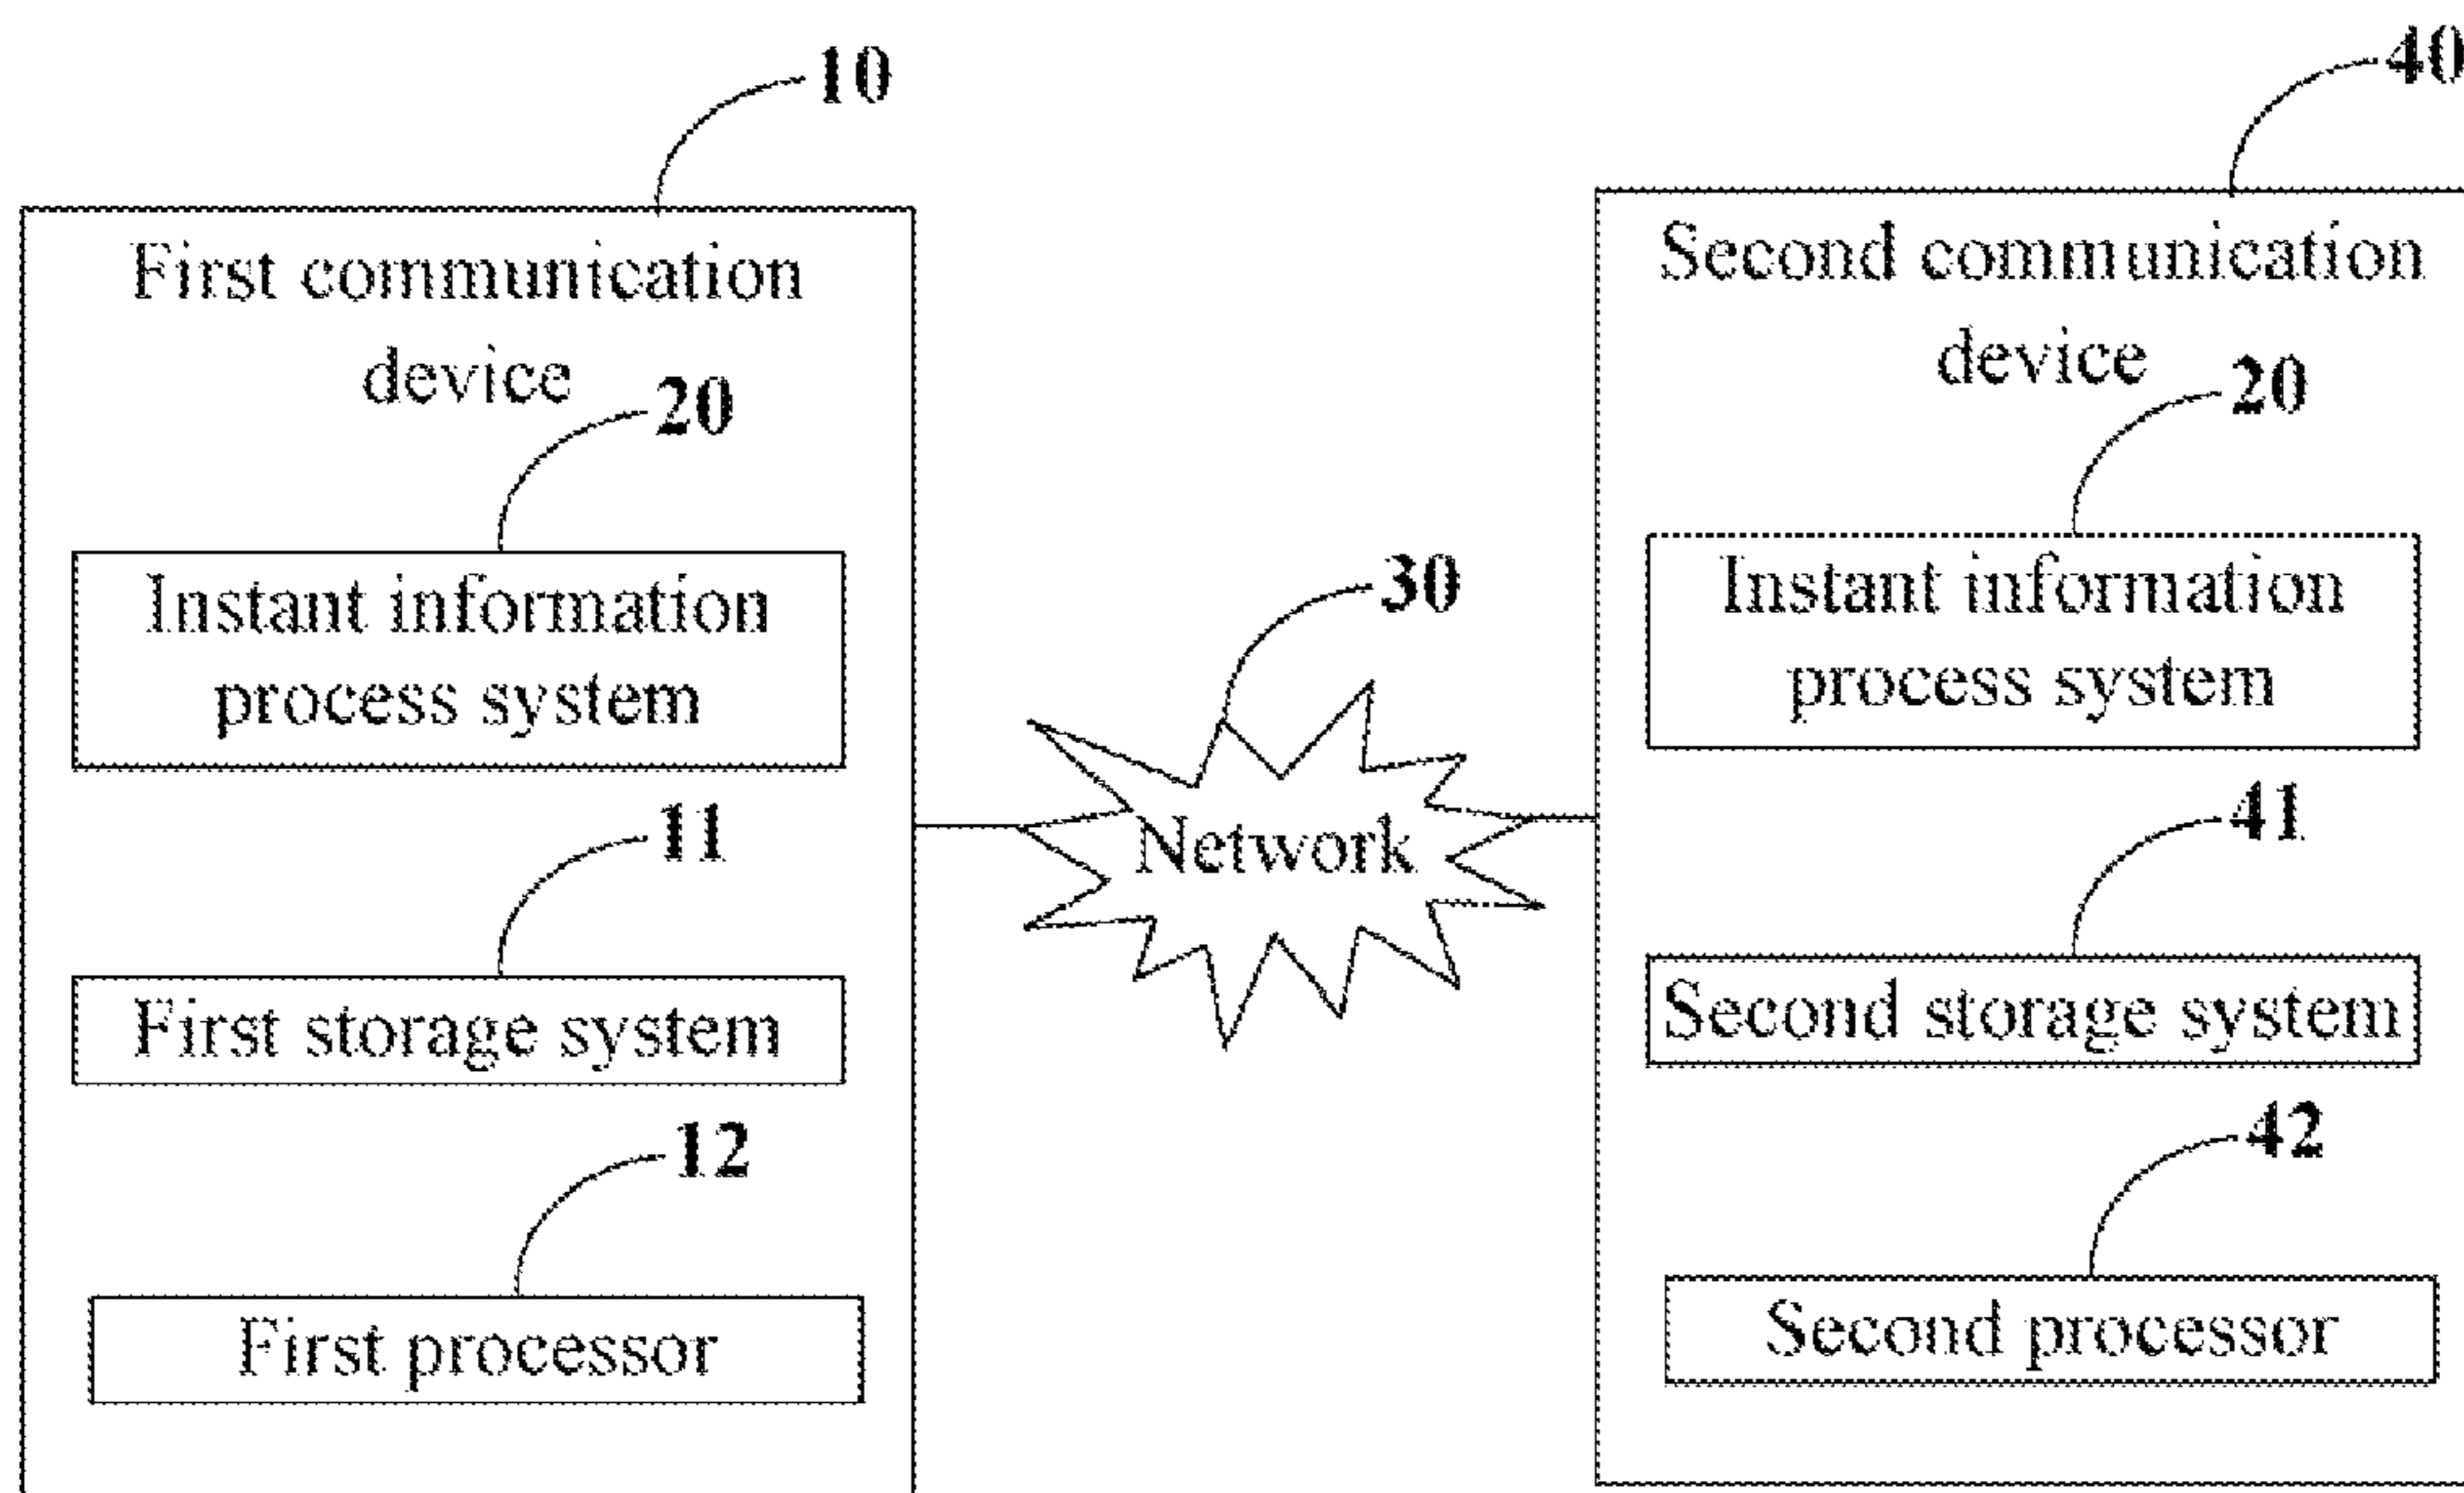 10
First communication
device
20
Instant information
process system
11
First storage system
12
First processor
30
Network
40
Second communication
device
20
Instant information
process system
41
Second storage system
42
Second processor